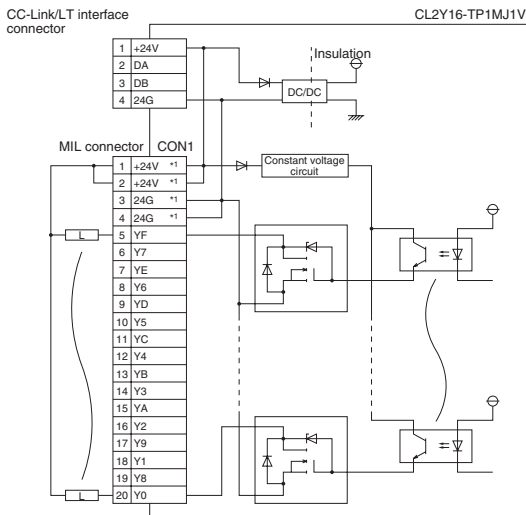 CC-Link/LT interface
connector
CL2Y16-TP1MJ1V
1 +24V
2 DA
3 DB
4 24G
Insulation
DC/DC
MIL connector CON1
1 +24V *1
2 +24V *1
3 24G *1
4 24G *1
5 YF
6 Y7
7 YE
8 Y6
9 YD
10 Y5
11 YC
12 Y4
13 YB
14 Y3
15 YA
16 Y2
17 Y9
18 Y1
19 Y8
20 Y0
Constant voltage
circuit
L
L